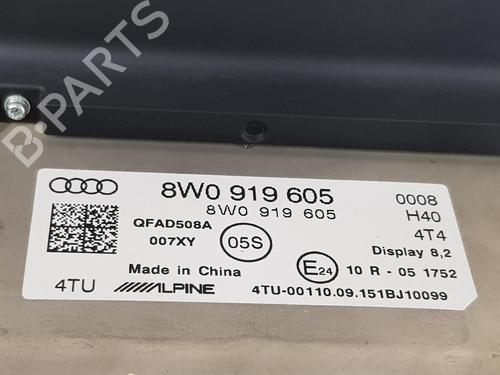 B-PARTS
8W0 919 605
8W0 919 605
0008
H40
4T4
Display 8,2
QFAD508A
007XY
05S
E24
10 R - 05 1752
Made in China
4TU
ALPINE
4TU-00110.09.151BJ10099